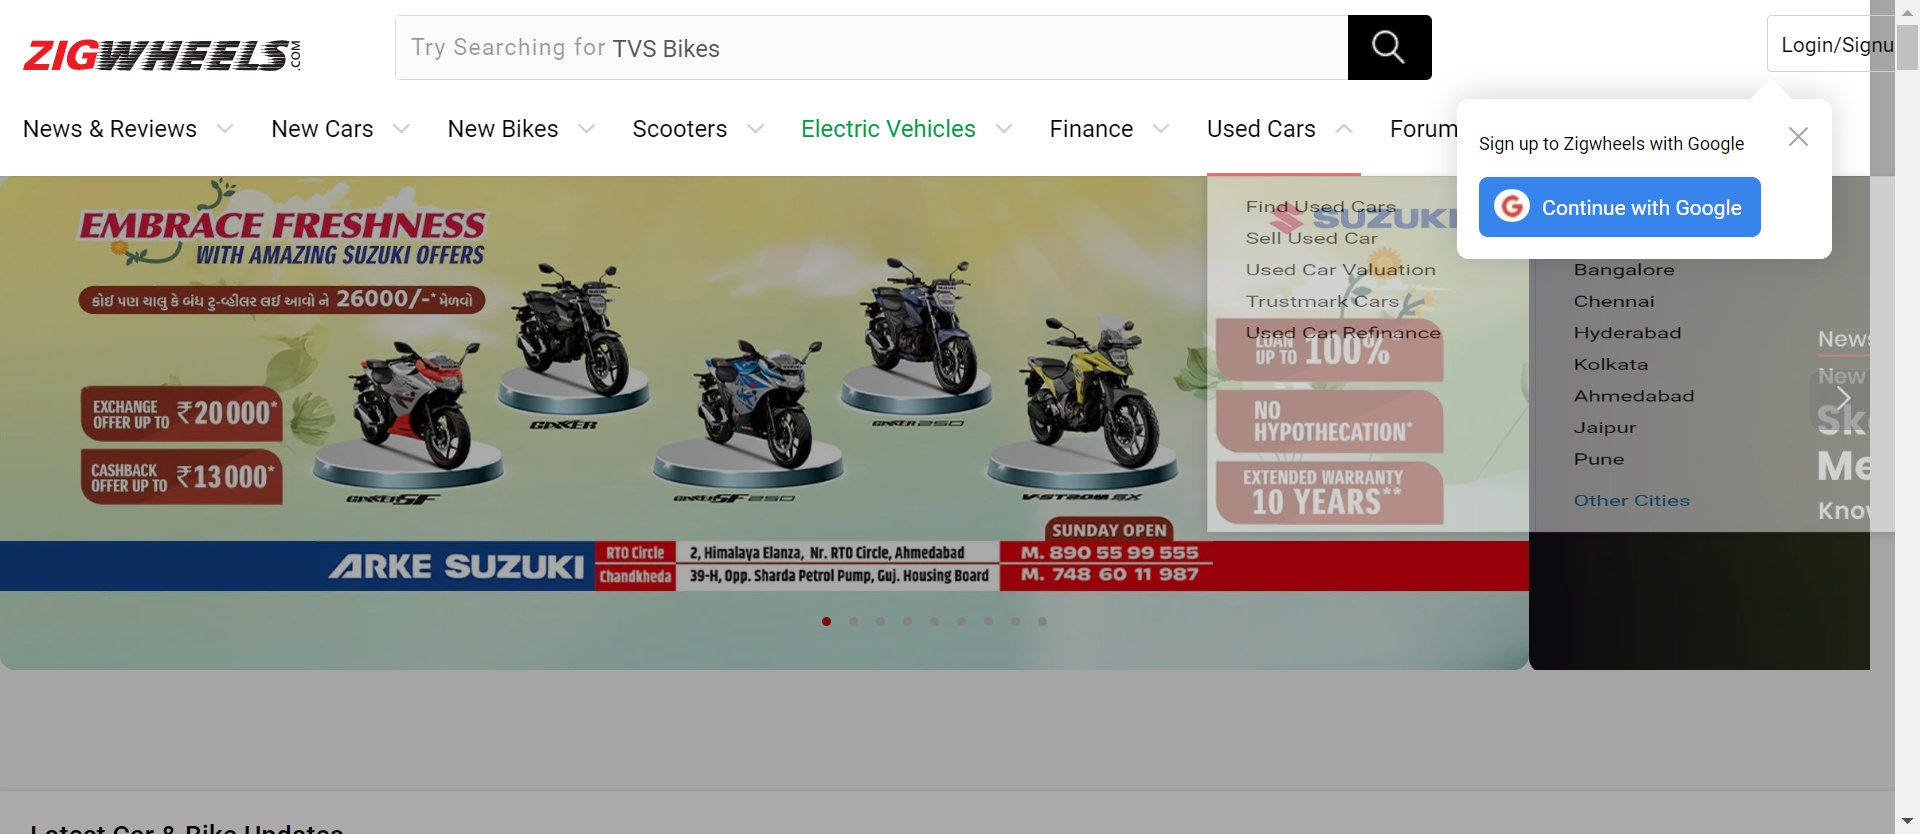 ZIGWHEELS.COM
Try Searching for TVS Bikes
Login/Signu
News & Reviews
New Cars
New Bikes
Scooters
Electric Vehicles
Finance
Used Cars
Forum
Sign up to Zigwheels with Google
Continue with Google
EMBRACE FRESHNESS
WITH AMAZING SUZUKI OFFERS
કોઈ પણ ચાલુ કે બંધ ટુ-વ્હીલર લઈ આવો ને 26000/-* મેળવો
EXCHANGE
OFFER UP TO ₹20000*
CASHBACK
OFFER UP TO ₹13000*
GIXXER SF
GIXXER
GIXXER SF 250
GIXXER 250
V-STROM SX
SUZUKI
Find Used Cars
Sell Used Car
Used Car Valuation
Trustmark Cars
Used Car Refinance
LOAN
UP TO 100%*
NO
HYPOTHECATION*
EXTENDED WARRANTY
10 YEARS**
Bangalore
Chennai
Hyderabad
Kolkata
Ahmedabad
Jaipur
Pune
Other Cities
News
New
Sk
Me
Know
SUNDAY OPEN
ARKE SUZUKI
RTO Circle
2, Himalaya Elanza, Nr. RTO Circle, Ahmedabad
M. 890 55 99 555
Chandkheda
39-H, Opp. Sharda Petrol Pump, Guj. Housing Board
M. 748 60 11 987
Latest Car & Bike Updates